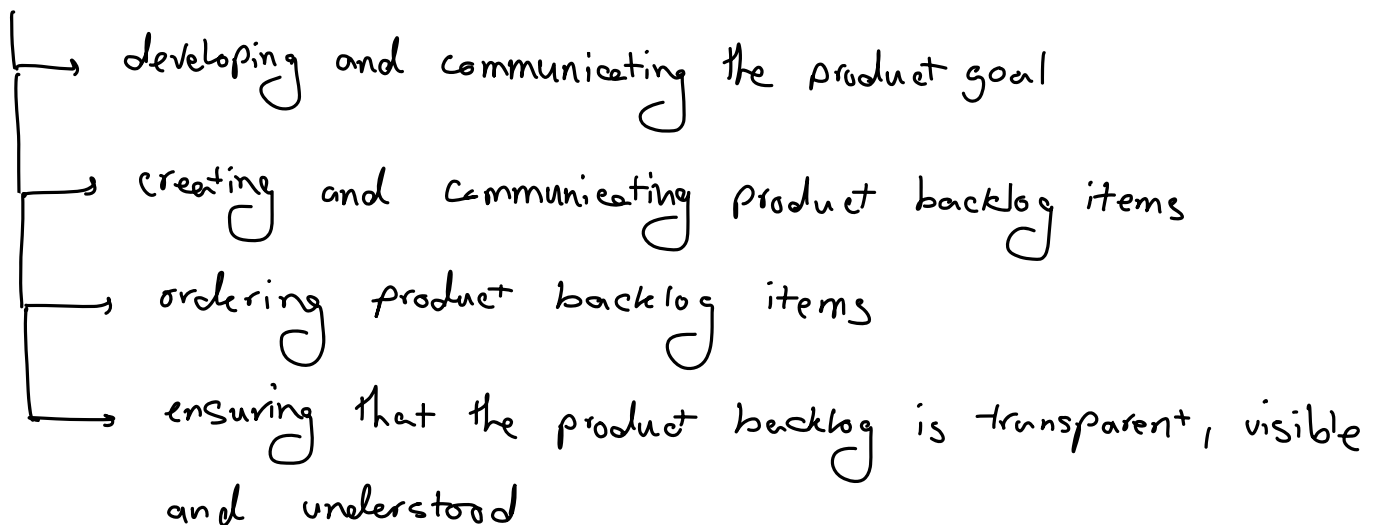 developing and communicating the product goal
creating and communicating product backlog items
ordering product backlog items
ensuring that the product backlog is transparent, visible
and understood